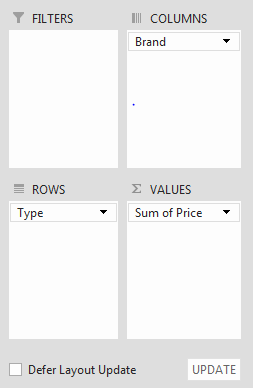 FILTERS
COLUMNS
Brand
ROWS
VALUES
Type
Sum of Price
Defer Layout Update
UPDATE